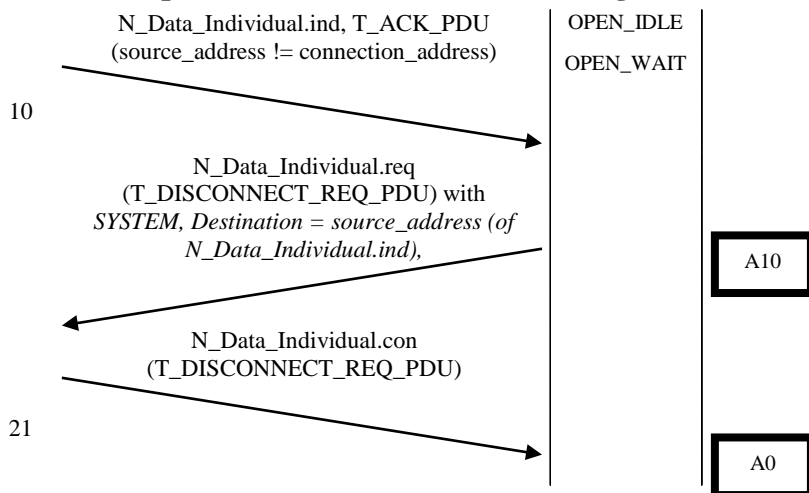 N_Data_Individual.ind, T_ACK_PDU
(source_address != connection_address)
OPEN_IDLE
OPEN_WAIT
10
N_Data_Individual.req
(T_DISCONNECT_REQ_PDU) with
SYSTEM, Destination = source_address (of
N_Data_Individual.ind),
A10
N_Data_Individual.con
(T_DISCONNECT_REQ_PDU)
21
A0